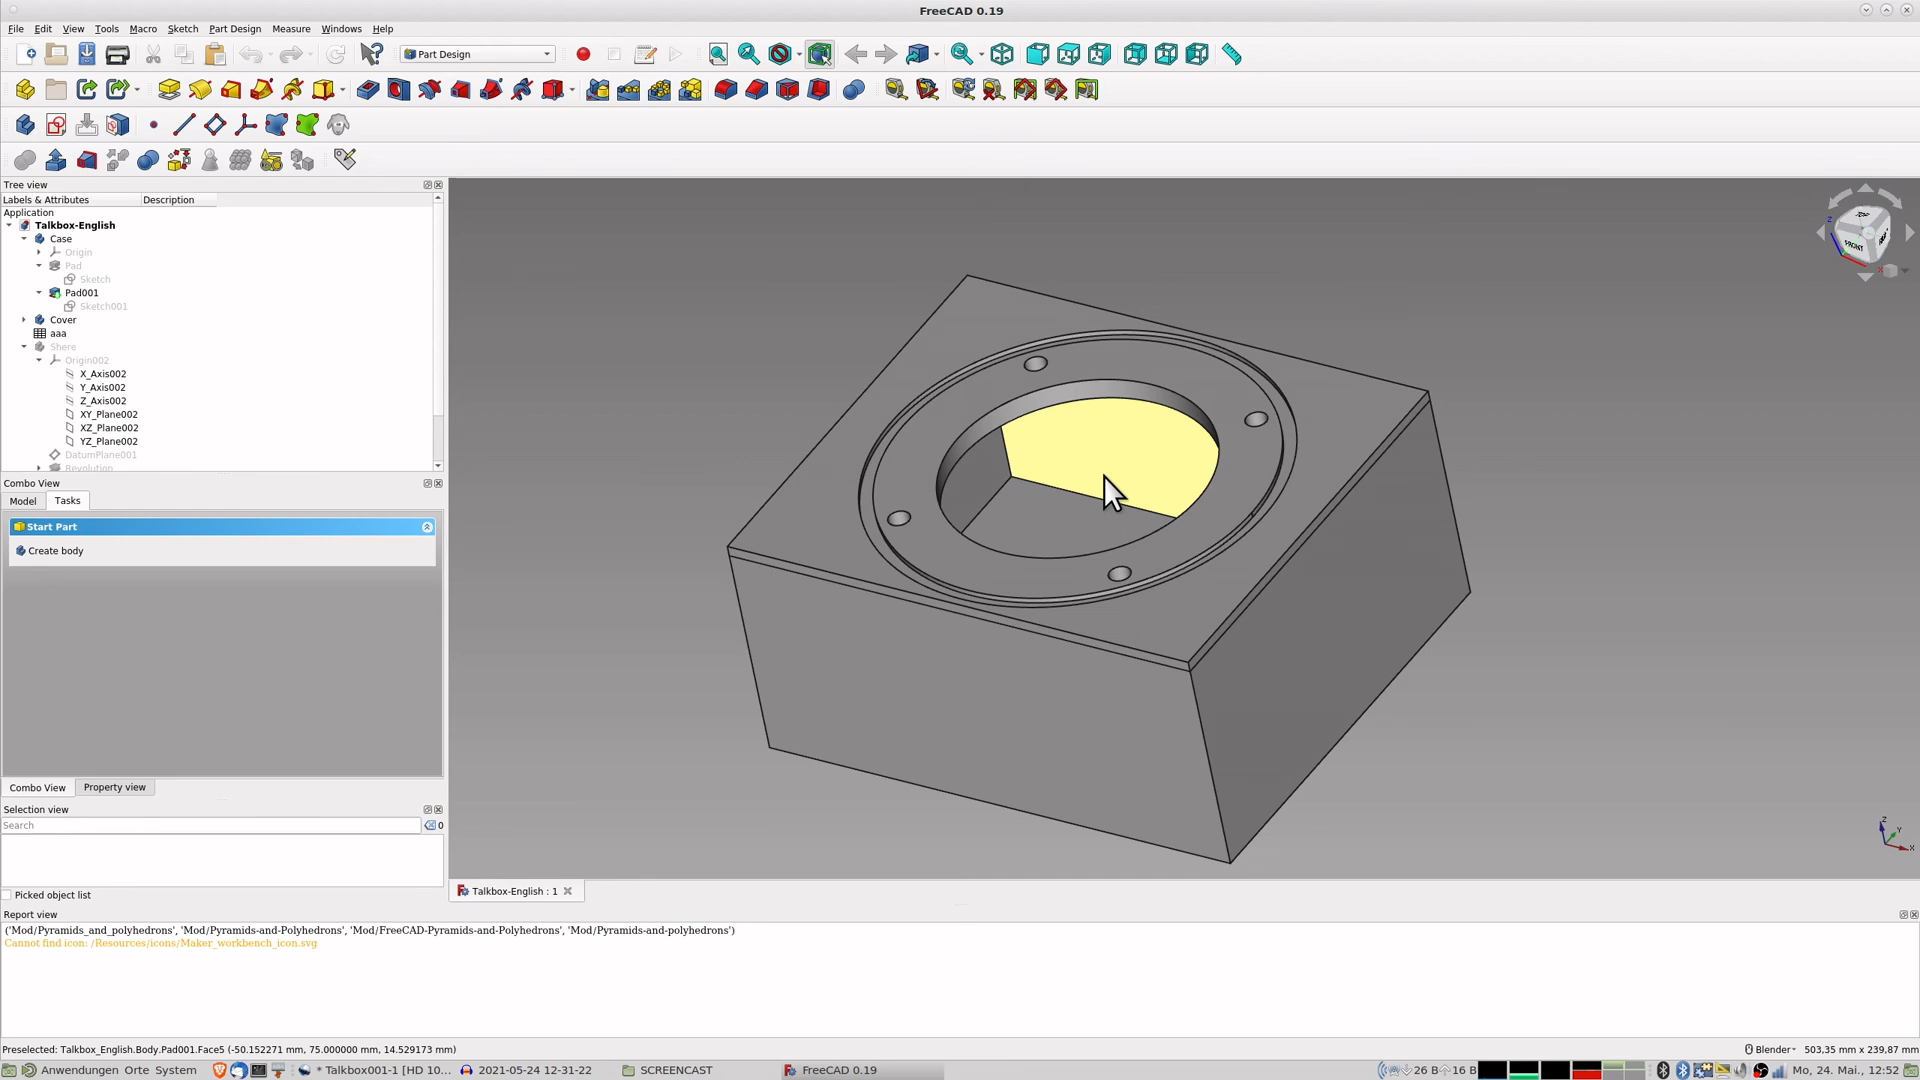 FreeCAD 0.19
File Edit View Tools Macro Sketch Part Design Measure Windows Help
Part Design
Tree view
Labels & Attributes Description
Application
Talkbox-English
Case
Origin
Pad
Sketch
Pad001
Sketch001
Cover
aaa
Shere
Origin002
X_Axis002
Y_Axis002
Z_Axis002
XY_Plane002
XZ_Plane002
YZ_Plane002
DatumPlane001
Revolution
Combo View
Model Tasks
Start Part
Create body
Combo View Property view
Selection view
Search 0
Picked object list
TOP
FRONT
Z
X
Z
Y
X
Talkbox-English : 1
Report view
('Mod/Pyramids_and_polyhedrons', 'Mod/Pyramids-and-Polyhedrons', 'Mod/FreeCAD-Pyramids-and-Polyhedrons', 'Mod/Pyramids-and-polyhedrons')
Cannot find icon: /Resources/icons/Maker_workbench_icon.svg
Preselected: Talkbox_English.Body.Pad001.Face5 (-50.152271 mm, 75.000000 mm, 14.529173 mm) Blender 503,35 mm x 239,87 mm
Anwendungen Orte System * Talkbox001-1 [HD 10... 2021-05-24 12-31-22 SCREENCAST FreeCAD 0.19 26 B 16 B Mo, 24. Mai., 12:52